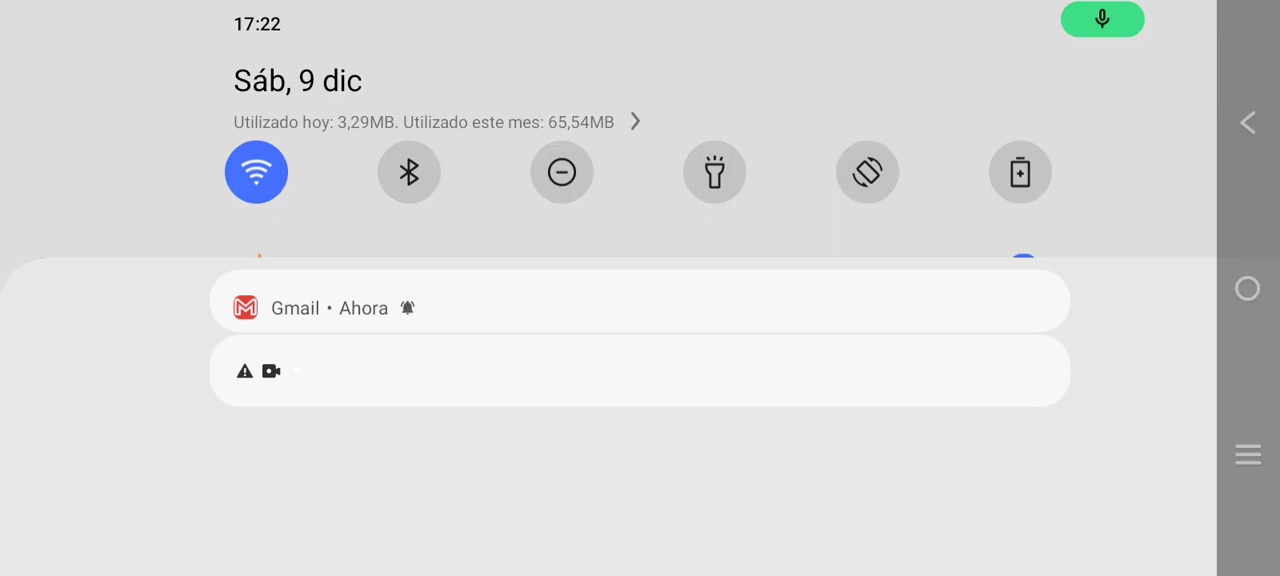 17:22
Sáb, 9 dic
Utilizado hoy: 3,29MB. Utilizado este mes: 65,54MB
Gmail • Ahora